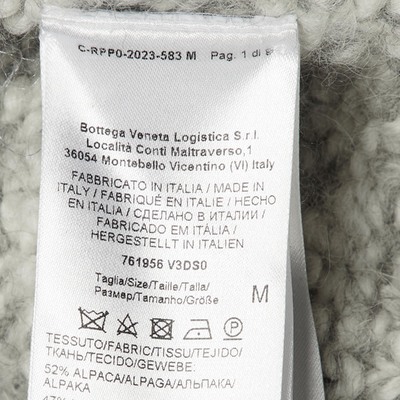 C-RPP0-2023-583 M Pag. 1 di
Bottega Veneta Logistica S.r.l.
Località Conti Maltraverso,1
36054 Montebello Vicentino (VI) Italy
FABBRICATO IN ITALIA / MADE IN
ITALY / FABRIQUÉ EN ITALIE / HECHO
EN ITALIA / СДЕЛАНО В ИТАЛИИ /
FABRICADO EM ITÁLIA /
HERGESTELLT IN ITALIEN
761956 V3DS0
Taglia/Size/Taille/Talla/
Размер/Tamanho/Größe M
TESSUTO/FABRIC/TISSU/TEJIDO/
ТКАНЬ/TECIDO/GEWEBE:
52% ALPACA/ALPAGA/АЛЬПАКА/
ALPAKA